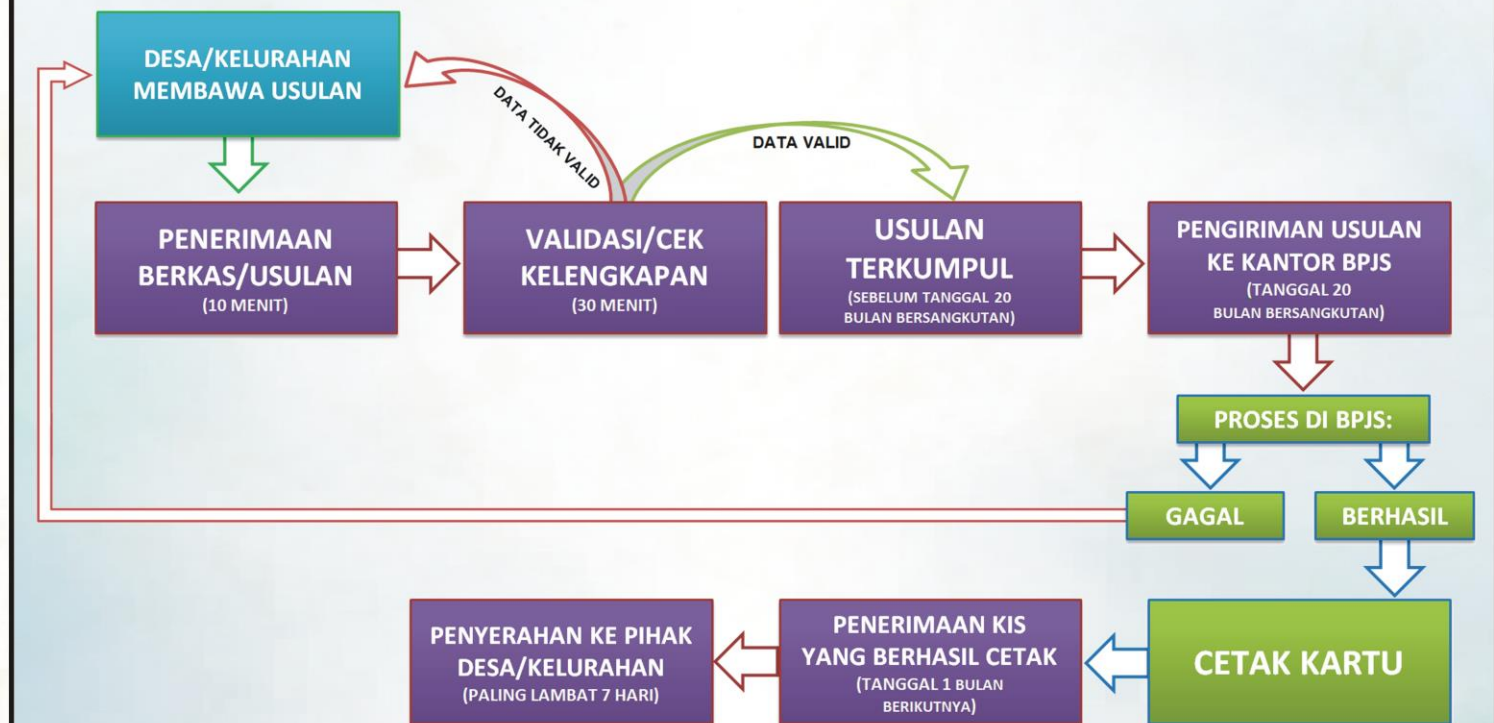 DESA/KELURAHAN
MEMBAWA USULAN
DATA TIDAK VALID
DATA VALID
PENERIMAAN
BERKAS/USULAN
(10 MENIT)
VALIDASI/CEK
KELENGKAPAN
(30 MENIT)
USULAN
TERKUMPUL
(SEBELUM TANGGAL 20
BULAN BERSANGKUTAN)
PENGIRIMAN USULAN
KE KANTOR BPJS
(TANGGAL 20
BULAN BERSANGKUTAN)
PROSES DI BPJS:
GAGAL
BERHASIL
CETAK KARTU
PENERIMAAN KIS
YANG BERHASIL CETAK
(TANGGAL 1 BULAN
BERIKUTNYA)
PENYERAHAN KE PIHAK
DESA/KELURAHAN
(PALING LAMBAT 7 HARI)